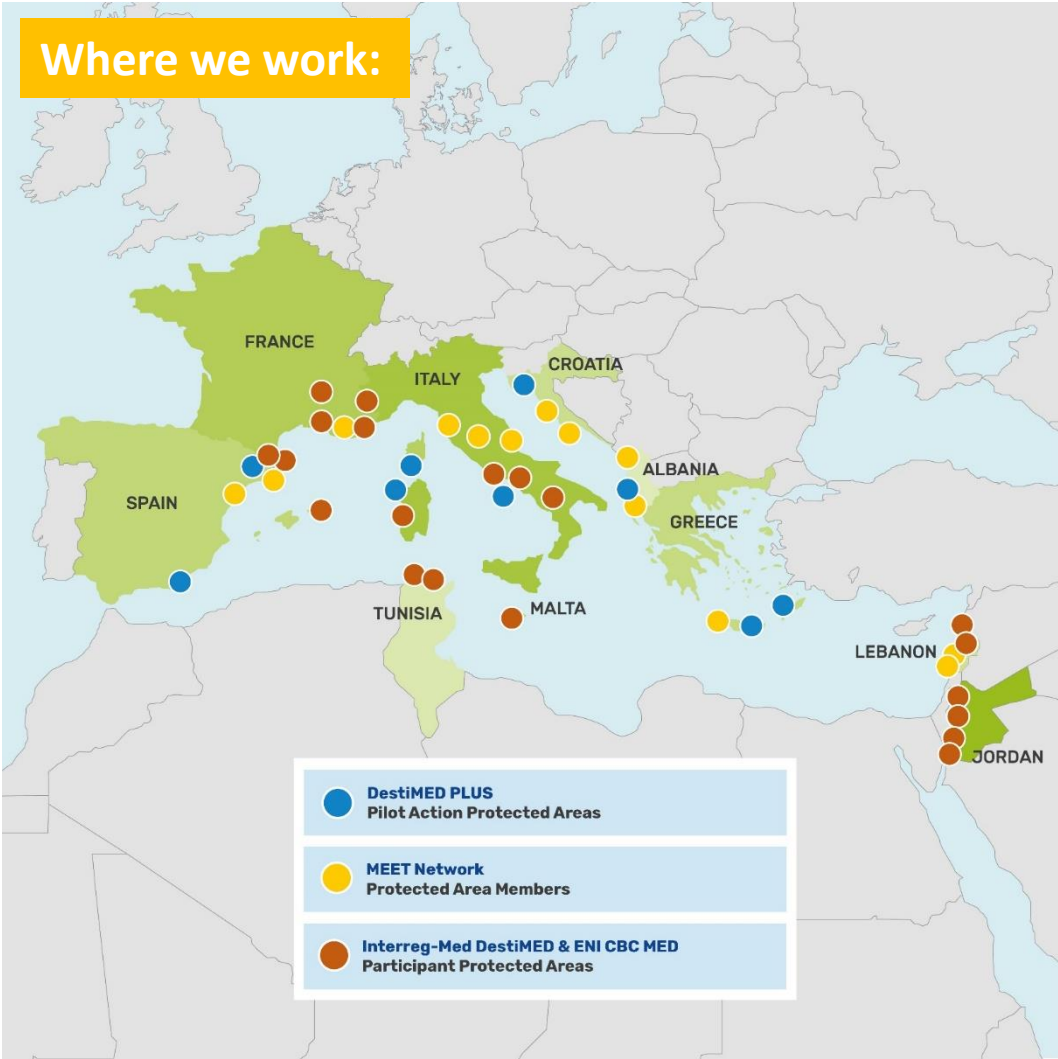 Where we work:
FRANCE
CROATIA
ITALY
ALBANIA
SPAIN
GREECE
TUNISIA
MALTA
LEBANON
JORDAN
DestiMED PLUS
Pilot Action Protected Areas
MEET Network
Protected Area Members
Interreg-Med DestiMED & ENI CBC MED
Participant Protected Areas